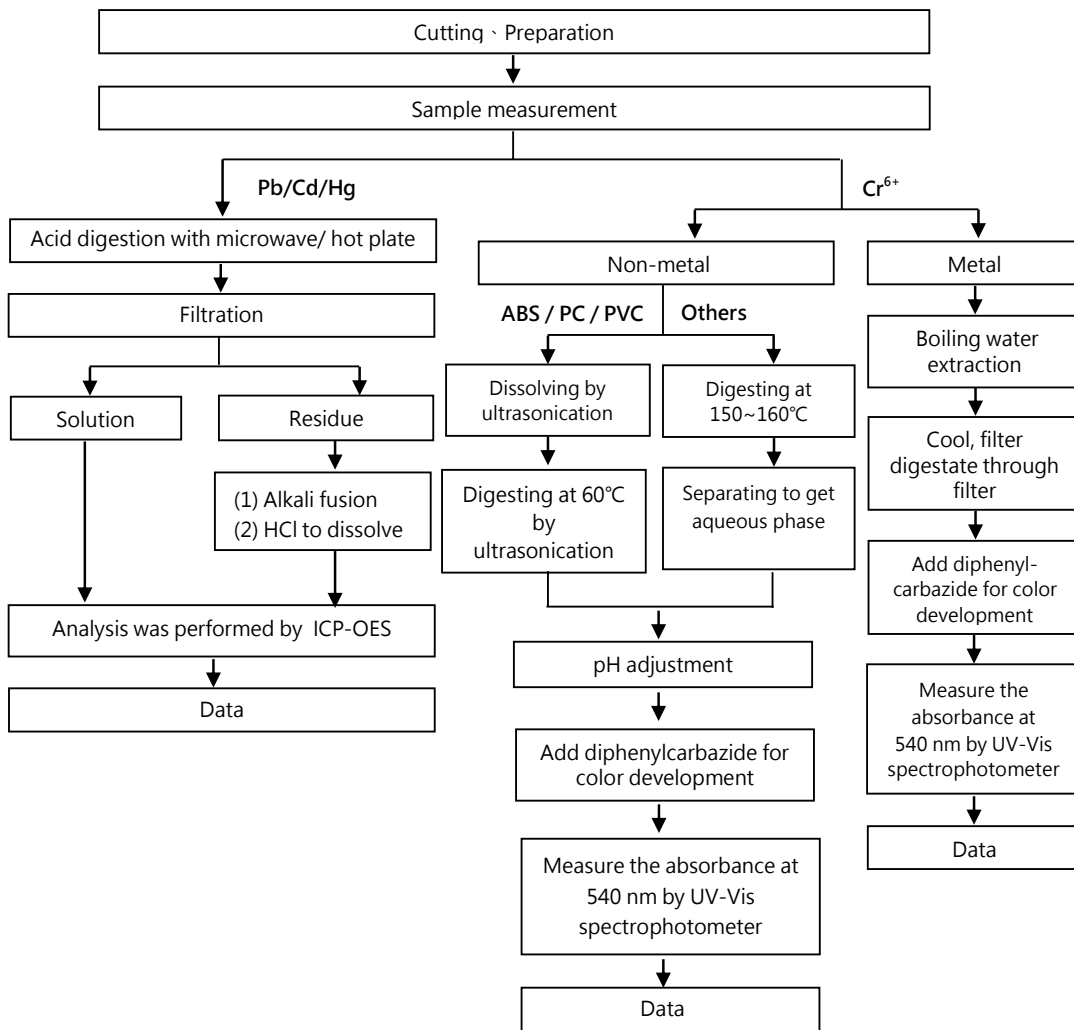 Cutting、Preparation
Sample measurement
Pb/Cd/Hg
Acid digestion with microwave/ hot plate
Filtration
Solution
Residue
(1) Alkali fusion
(2) HCl to dissolve
Analysis was performed by ICP-OES
Data
Cr⁶⁺
Non-metal
ABS / PC / PVC
Others
Dissolving by
ultrasonication
Digesting at 60℃
by
ultrasonication
Digesting at
150~160℃
Separating to get
aqueous phase
pH adjustment
Add diphenylcarbazide for
color development
Measure the absorbance at
540 nm by UV-Vis
spectrophotometer
Data
Metal
Boiling water
extraction
Cool, filter
digestate through
filter
Add diphenyl-
carbazide for color
development
Measure the
absorbance at
540 nm by UV-Vis
spectrophotometer
Data